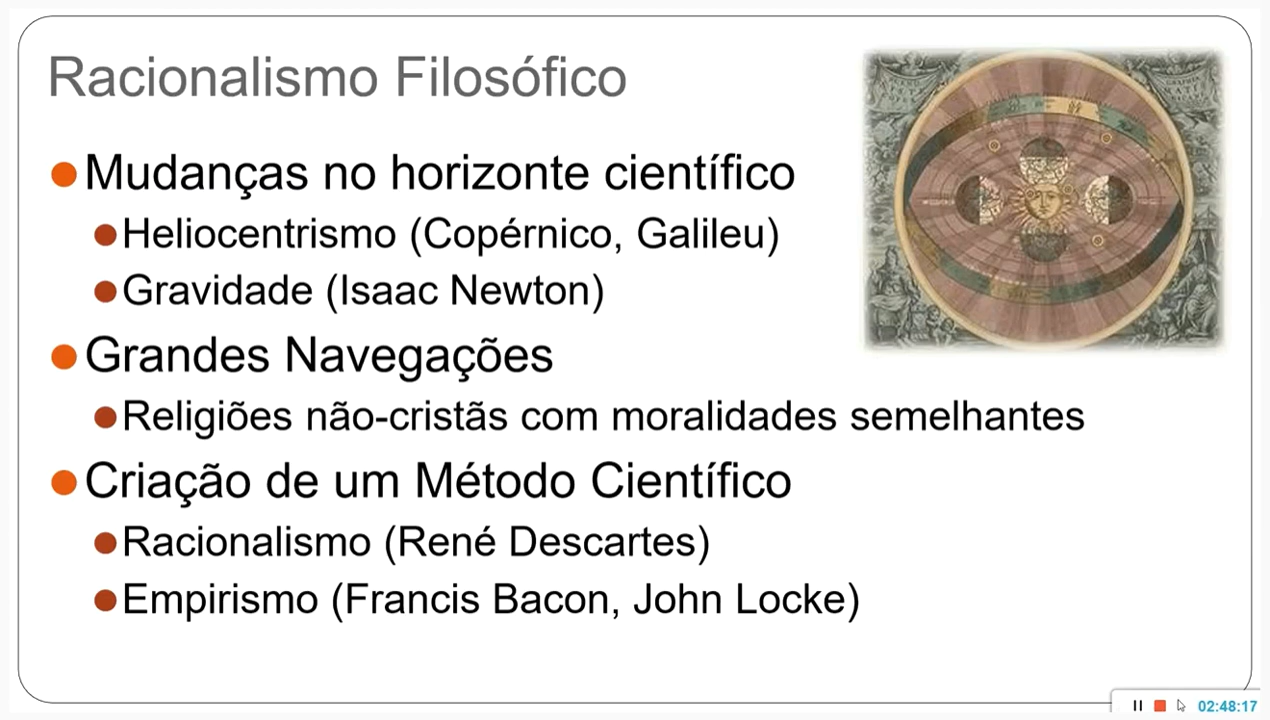 Racionalismo Filosófico
Mudanças no horizonte científico
Heliocentrismo (Copérnico, Galileu)
Gravidade (Isaac Newton)
Grandes Navegações
Religiões não-cristãs com moralidades semelhantes
Criação de um Método Científico
Racionalismo (René Descartes)
Empirismo (Francis Bacon, John Locke)
02:48:17